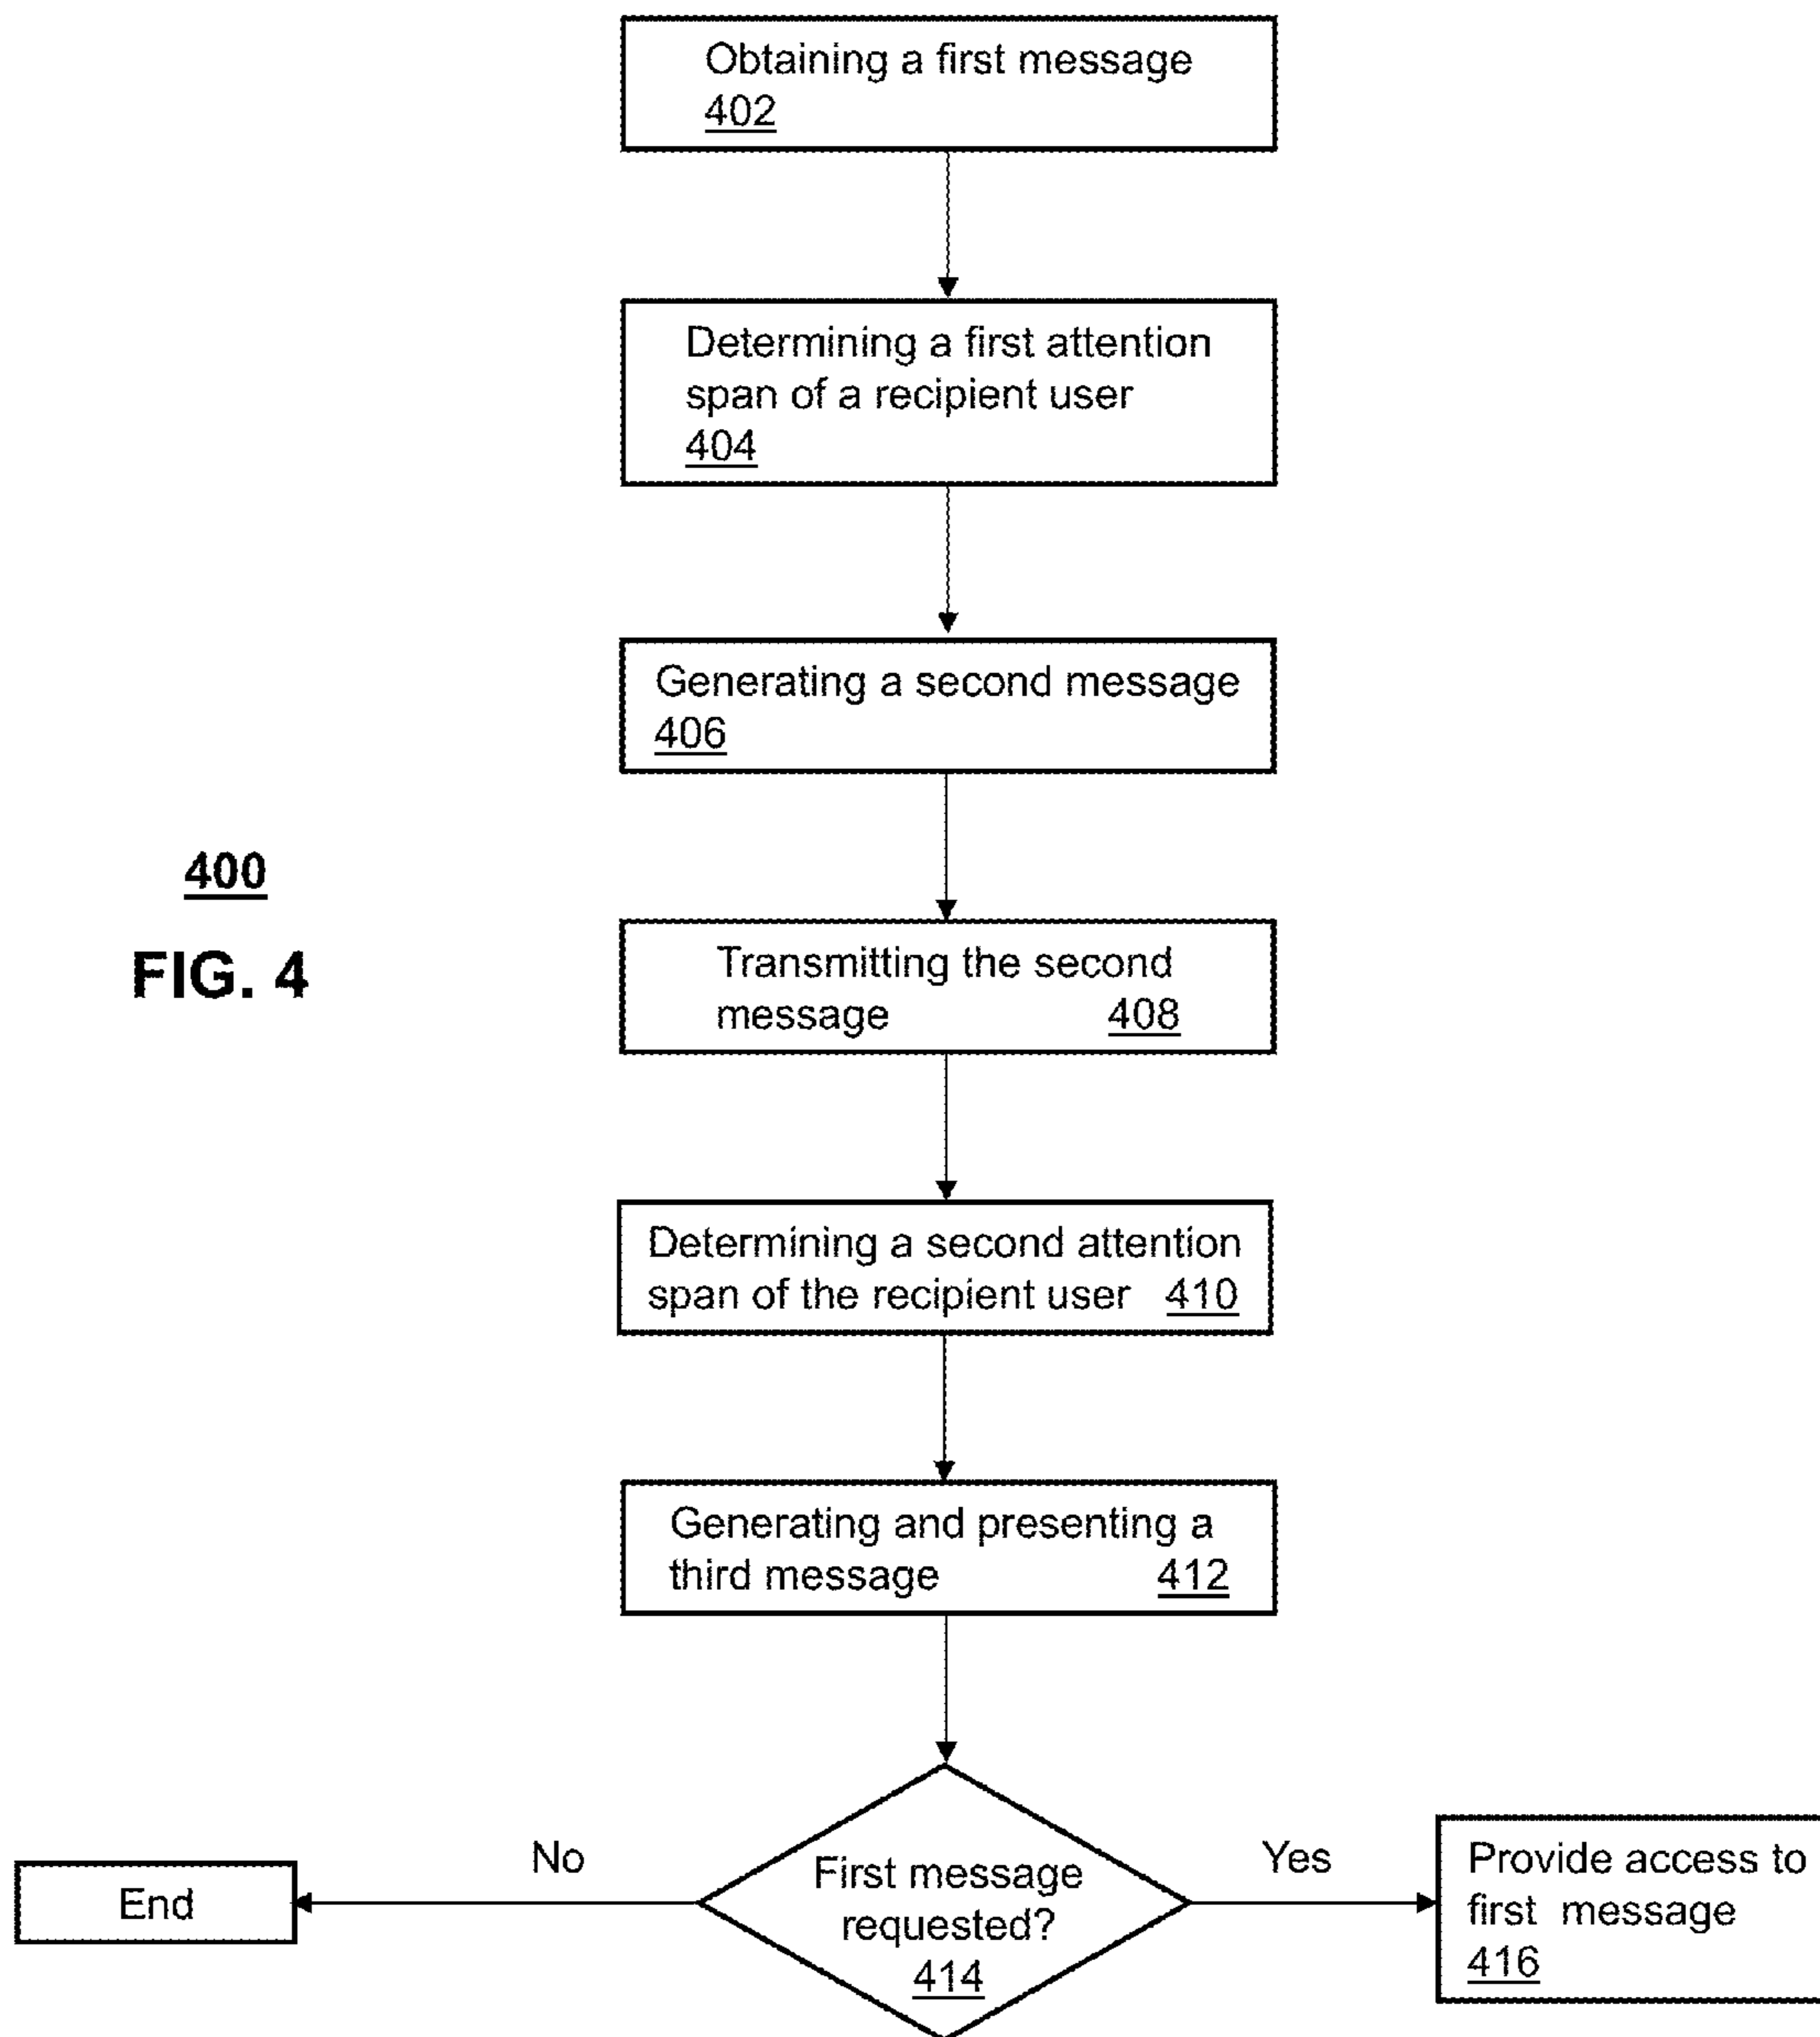 Obtaining a first message
402
Determining a first attention
span of a recipient user
404
Generating a second message
406
400
FIG. 4
Transmitting the second
message 408
Determining a second attention
span of the recipient user 410
Generating and presenting a
third message 412
No
Yes
End
First message
requested?
414
Provide access to
first message
416